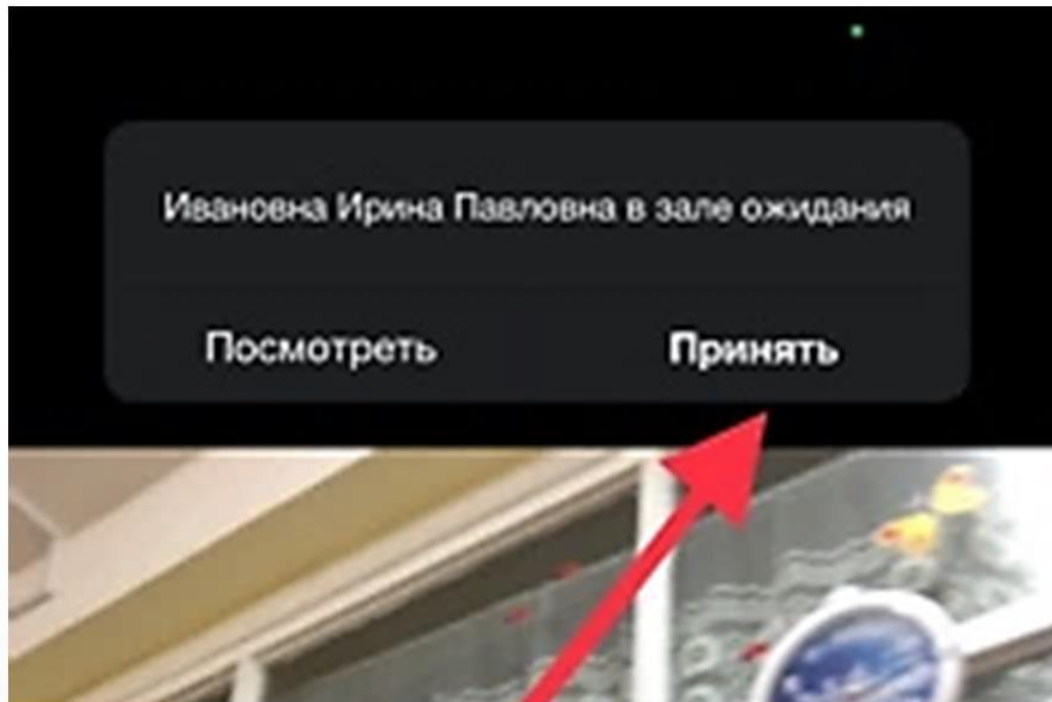 Ивановна Ирина Павловна в зале ожидания
Посмотреть
Принять